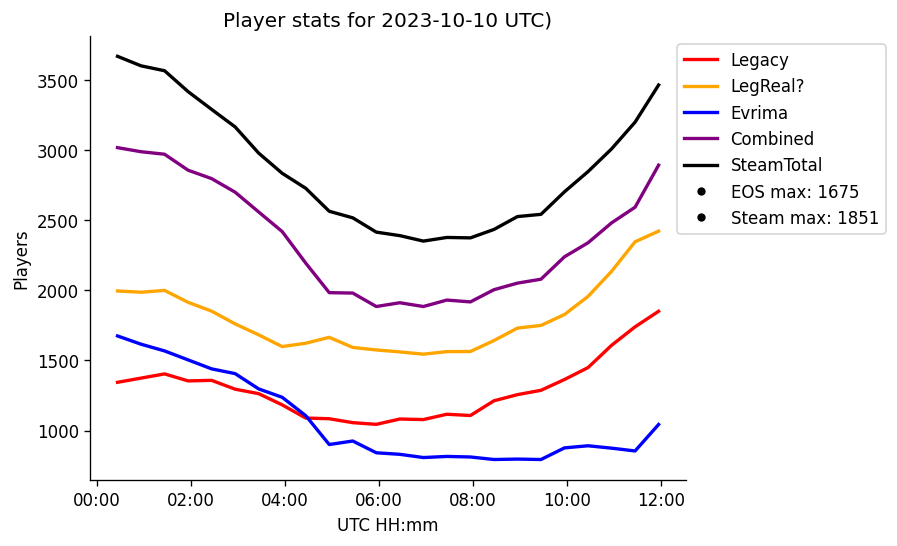 Player stats for 2023-10-10 UTC)
Legacy
LegReal?
Evrima
Combined
SteamTotal
EOS max: 1675
Steam max: 1851
Players
3500
3000
2500
2000
1500
1000
00:00 02:00 04:00 06:00 08:00 10:00 12:00
UTC HH:mm